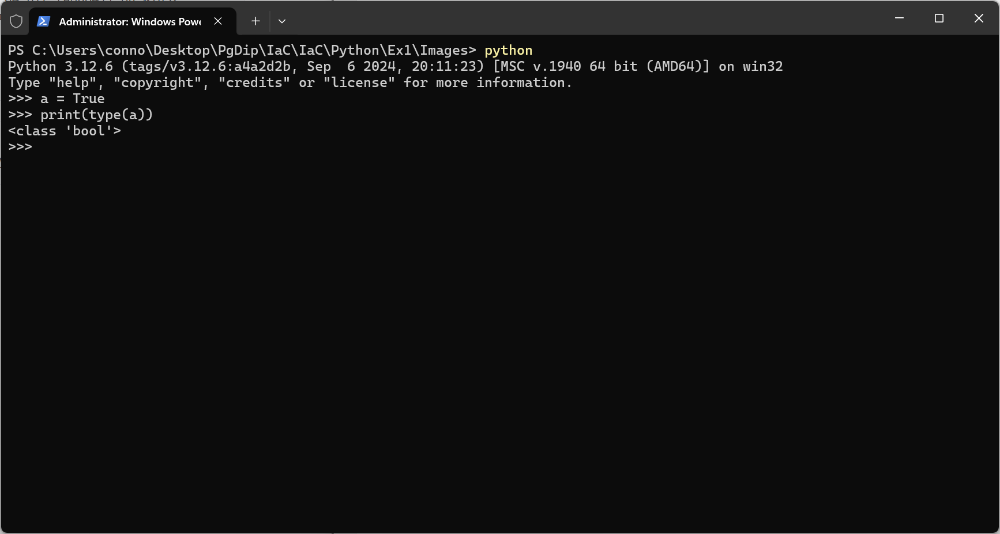 Administrator: Windows Powe
PS C:\Users\conno\Desktop\PgDip\IaC\IaC\Python\Ex1\Images> python
Python 3.12.6 (tags/v3.12.6:a4a2d2b, Sep  6 2024, 20:11:23) [MSC v.1940 64 bit (AMD64)] on win32
Type "help", "copyright", "credits" or "license" for more information.
>>> a = True
>>> print(type(a))
<class 'bool'>
>>>